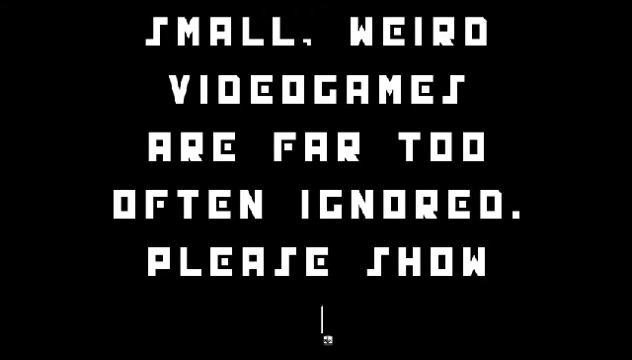 SMALL, WEIRD
VIDEOGAMES
ARE FAR TOO
OFTEN IGNORED.
PLEASE SHOW